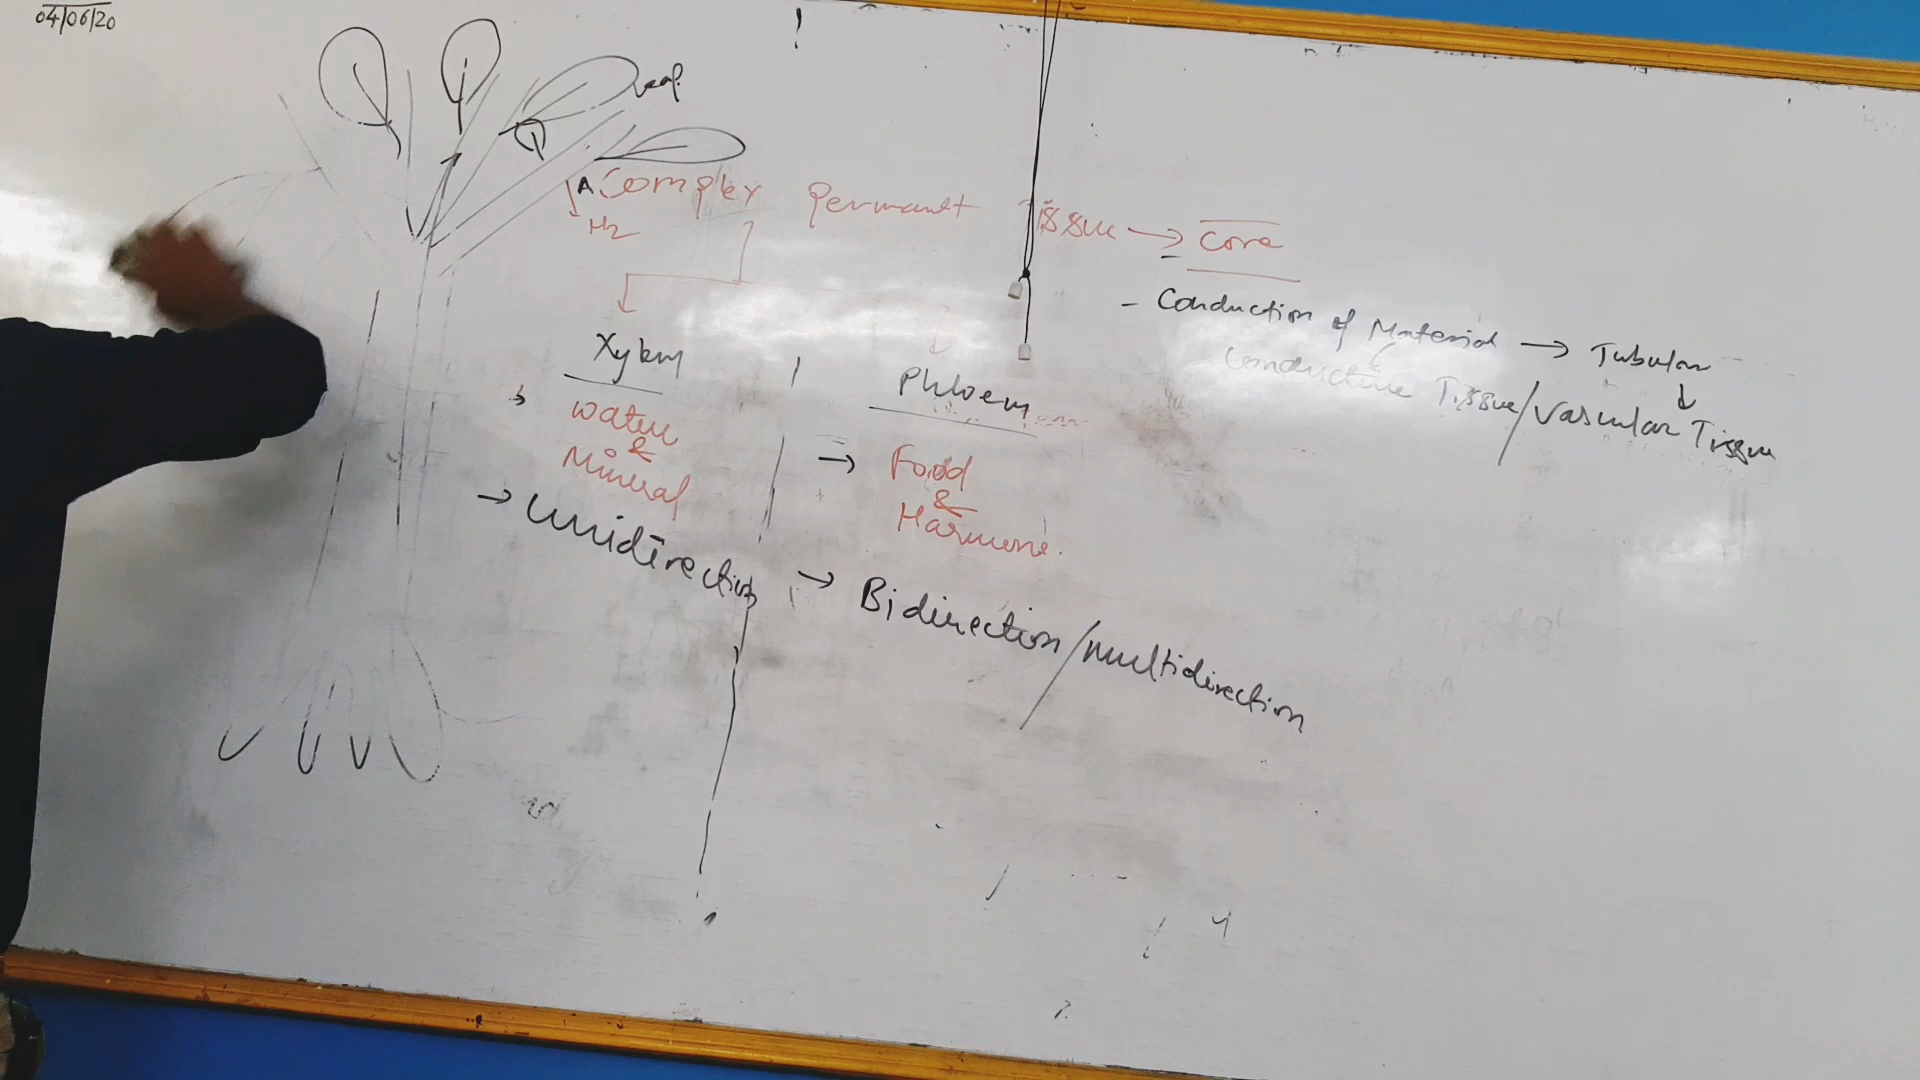 04/06/20
leaf
Complex Permanent Tissue → Core
- Conduction of Material → Tubular
Conductive Tissue/Vascular Tissue
Xylem
Phloem
water
&
Mineral
→ Food
&
Harmone.
→ Unidirection
→ Bidirection/multidirection